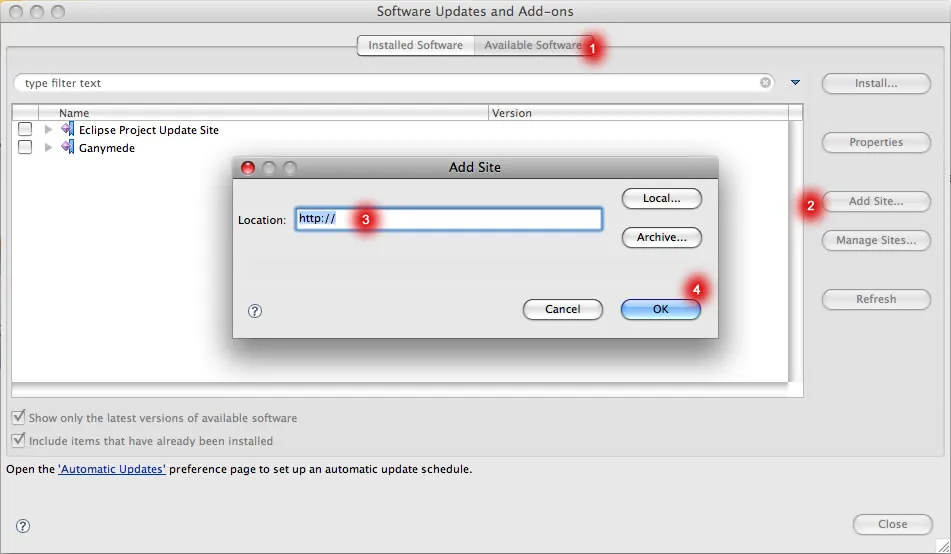 Software Updates and Add-ons
Installed Software Available Software 1
type filter text
Install...
Name Version
Eclipse Project Update Site
Ganymede
Properties
Add Site
Local...
2 Add Site...
Location: http:// 3
Archive...
Manage Sites...
4
Refresh
? Cancel OK
Show only the latest versions of available software
Include items that have already been installed
Open the 'Automatic Updates' preference page to set up an automatic update schedule.
? Close